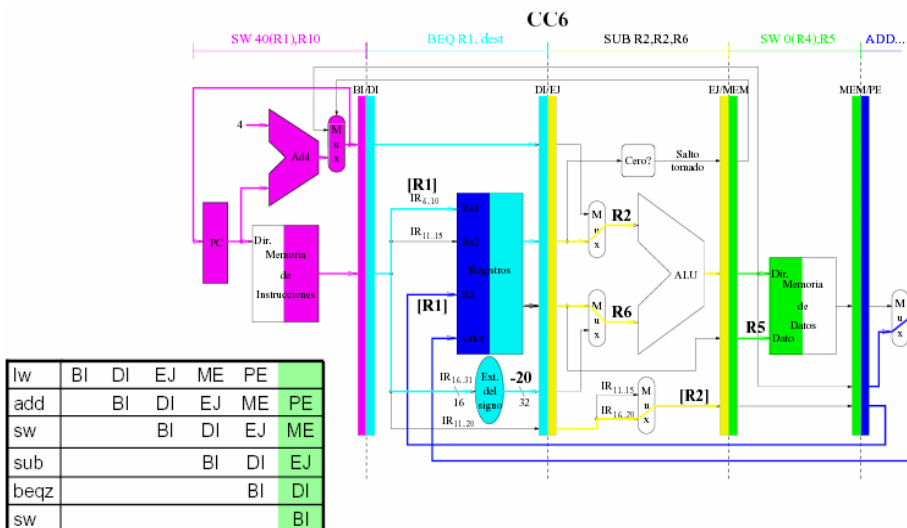 CC6
SW 40(R1),R10
BEQ R1, dest
SUB R2,R2,R6
SW 0(R4),R5
ADD...
BI/DI
DI/EJ
EJ/MEM
MEM/PE
4
Add
Mux
Cero?
Salto tomado
[R1]
IR6..10
IR11..15
Rs1
Rs2
PC
Dir.
Memoria de Instrucciones
Registros
Rd
[R1]
valor
Mux
R2
ALU
R6
Mux
Dir.
Memoria de Datos
R5
Dato
Mux
IR16..31
16
Ext. del signo
-20
32
IR11..20
IR11..15
IR16..20
Mux
[R2]
lw BI DI EJ ME PE
add BI DI EJ ME PE
sw BI DI EJ ME
sub BI DI EJ
beqz BI DI
sw BI